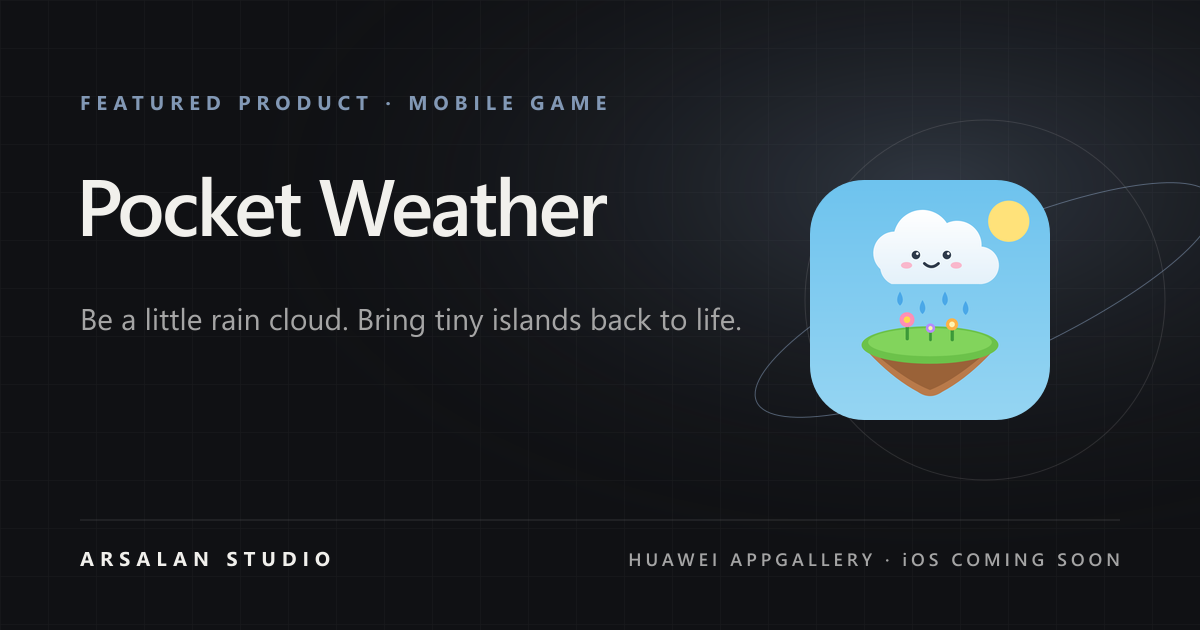 FEATURED PRODUCT · MOBILE GAME
Pocket Weather
Be a little rain cloud. Bring tiny islands back to life.
ARSALAN STUDIO
HUAWEI APPGALLERY · iOS COMING SOON